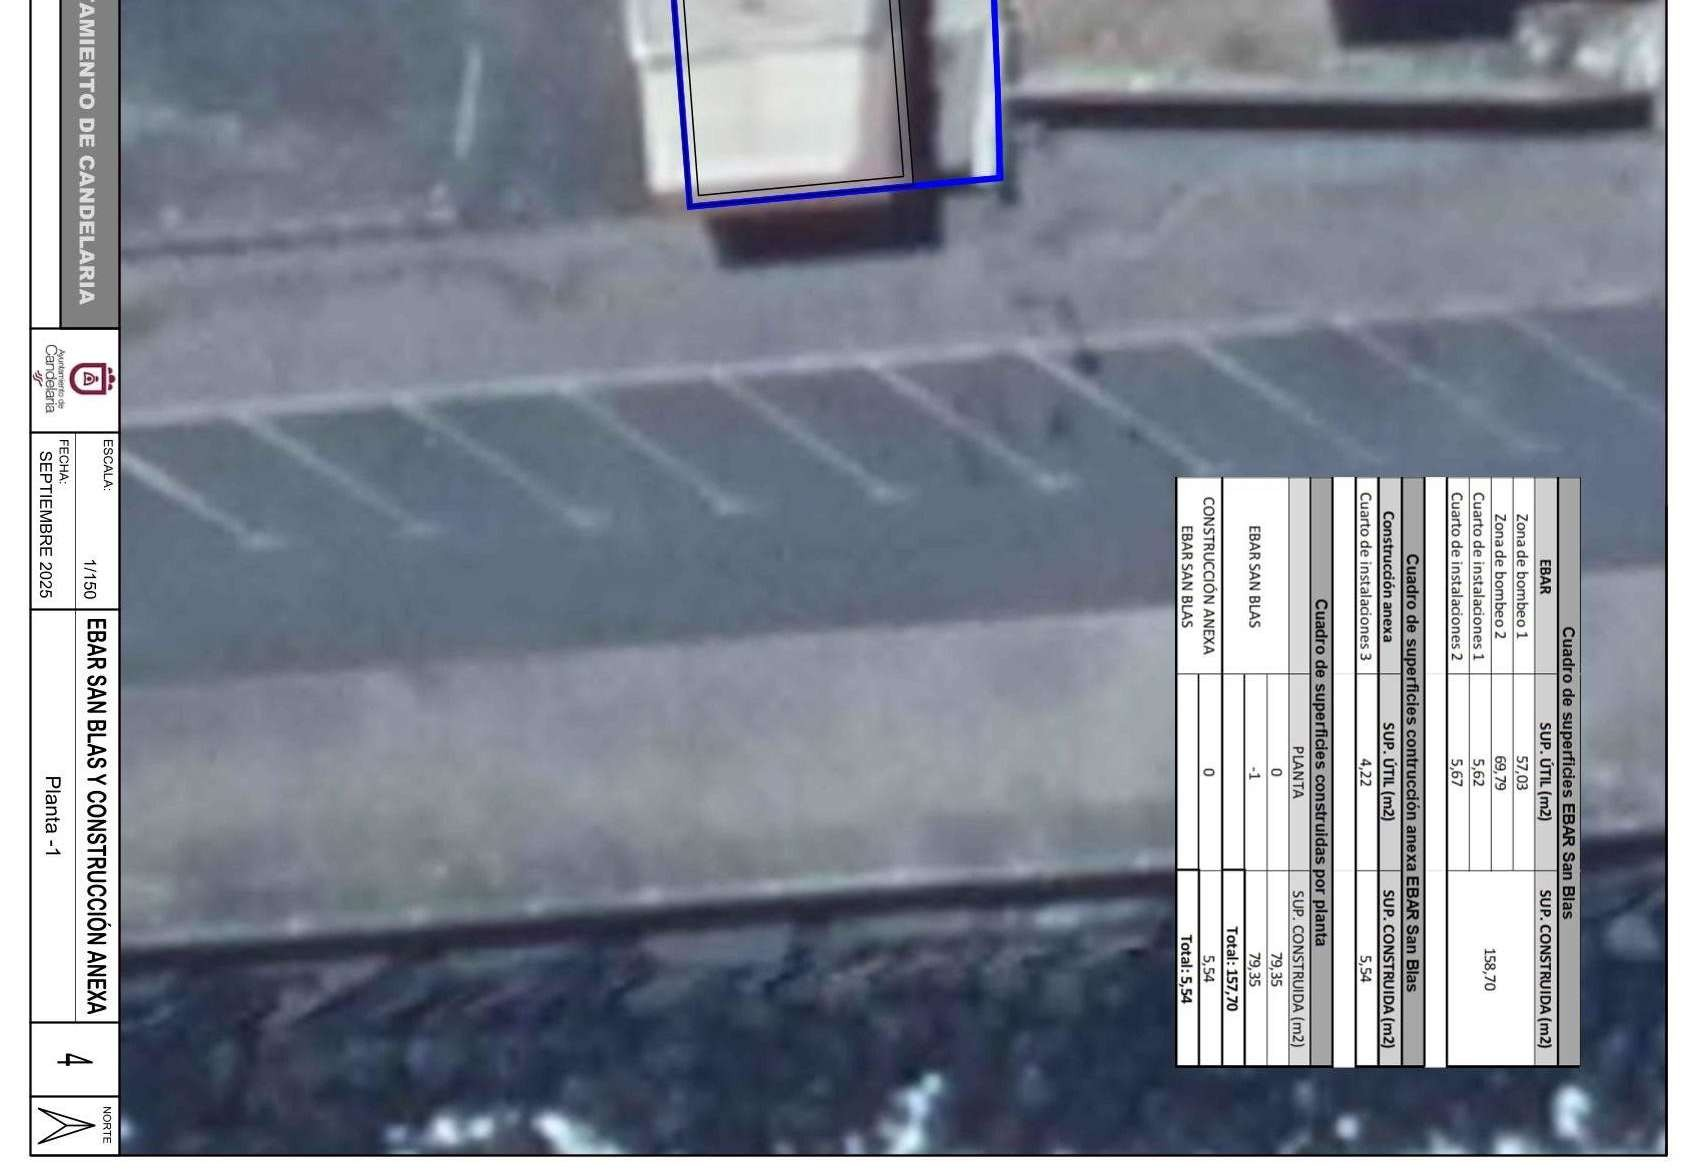 TAMIENTO DE CANDELARIA
Ayuntamiento de
Candelaria
ESCALA:
1/150
FECHA:
SEPTIEMBRE 2025
EBAR SAN BLAS Y CONSTRUCCIÓN ANEXA
Planta -1
4
NORTE
Cuadro de superficies EBAR San Blas
EBAR SUP. ÚTIL (m2) SUP. CONSTRUIDA (m2)
Zona de bombeo 1 57,03
Zona de bombeo 2 69,79
158,70
Cuarto de instalaciones 1 5,62
Cuarto de instalaciones 2 5,67
Cuadro de superficies contrucción anexa EBAR San Blas
Construcción anexa SUP. ÚTIL (m2) SUP. CONSTRUIDA (m2)
Cuarto de instalaciones 3 4,22 5,54
Cuadro de superficies construidas por planta
PLANTA SUP. CONSTRUIDA (m2)
0 79,35
EBAR SAN BLAS -1 79,35
Total: 157,70
CONSTRUCCIÓN ANEXA 0 5,54
EBAR SAN BLAS Total: 5,54